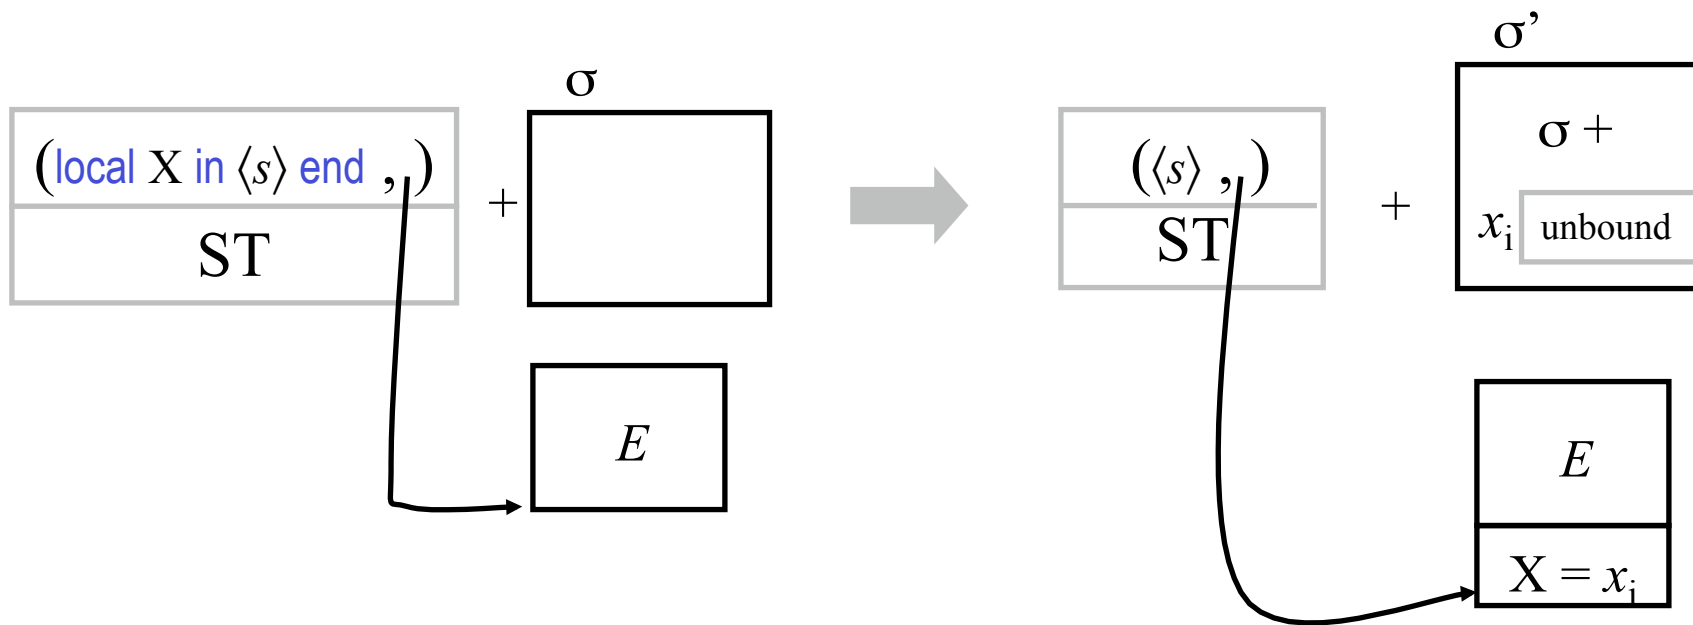 σ
(local X in ⟨s⟩ end , )
ST
+
E
σ’
(⟨s⟩ , )
ST
+
σ +
xᵢ unbound
E
X = xᵢ